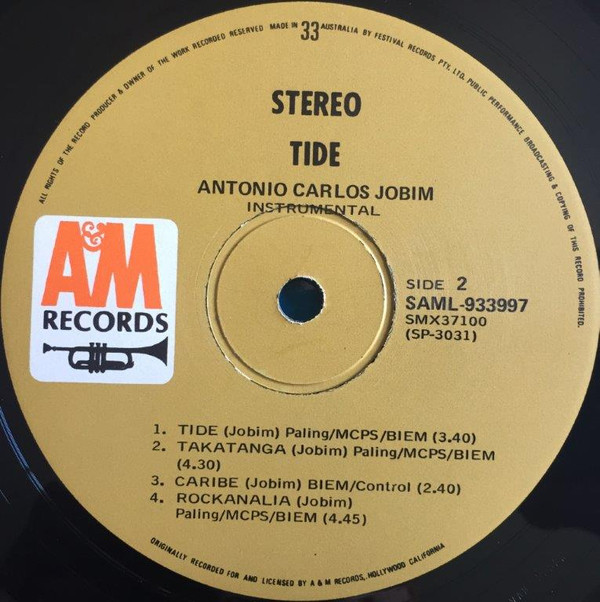 ALL RIGHTS OF THE RECORD PRODUCER & OWNER OF THE WORK RECORDED RESERVED MADE IN 33 AUSTRALIA BY FESTIVAL RECORDS PTY. LTD. PUBLIC PERFORMANCE BROADCASTING & COPYING OF THIS RECORD PROHIBITED.
STEREO
TIDE
ANTONIO CARLOS JOBIM
INSTRUMENTAL
A&M
RECORDS
SIDE 2
SAML-933997
SMX37100
(SP-3031)
1. TIDE (Jobim) Paling/MCPS/BIEM (3.40)
2. TAKATANGA (Jobim) Paling/MCPS/BIEM
(4.30)
3. CARIBE (Jobim) BIEM/Control (2.40)
4. ROCKANALIA (Jobim)
Paling/MCPS/BIEM (4.45)
ORIGINALLY RECORDED FOR AND LICENSED BY A & M RECORDS, HOLLYWOOD CALIFORNIA